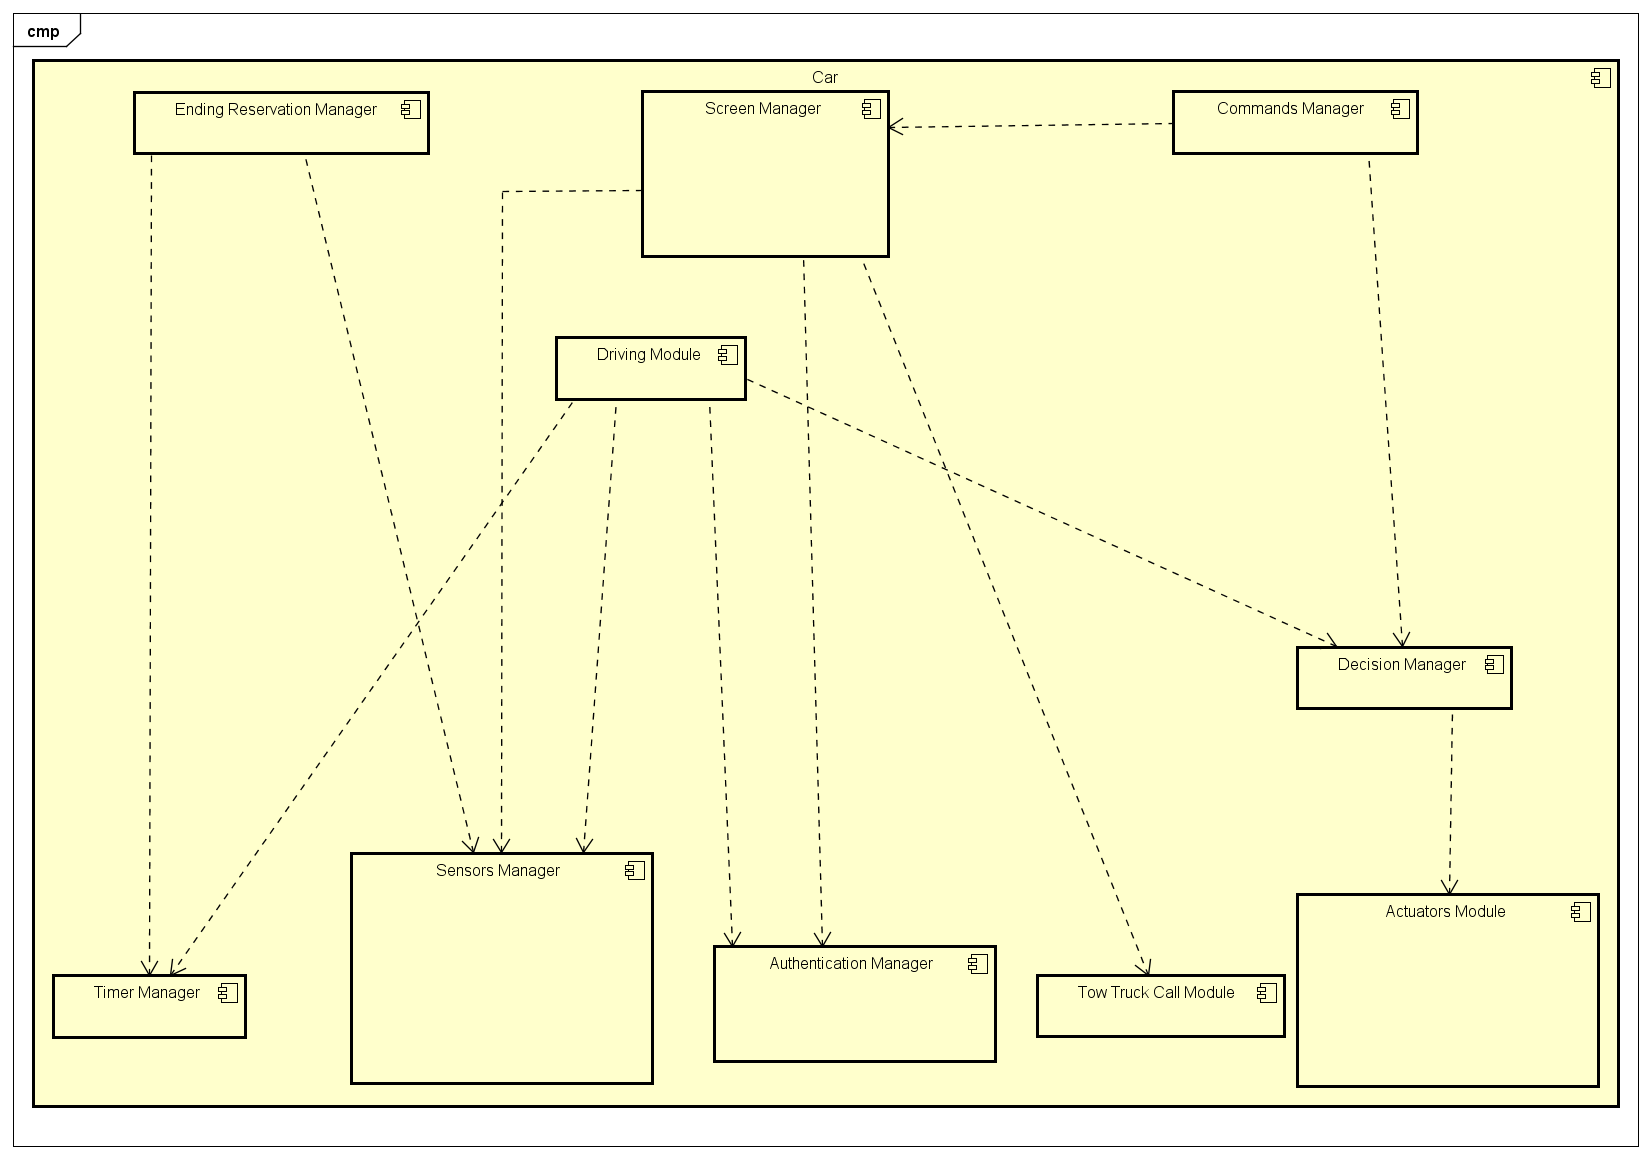 cmp
Car
Ending Reservation Manager
Screen Manager
Commands Manager
Driving Module
Decision Manager
Sensors Manager
Actuators Module
Authentication Manager
Timer Manager
Tow Truck Call Module